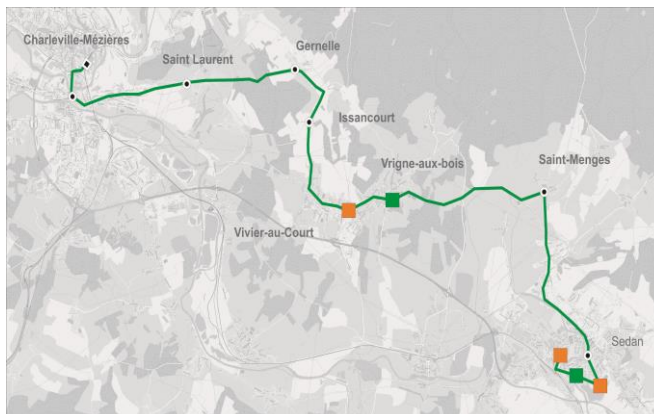 Charleville-Mézières
Gernelle
Saint Laurent
Issancourt
Vrigne-aux-bois
Saint-Menges
Vivier-au-Court
Sedan